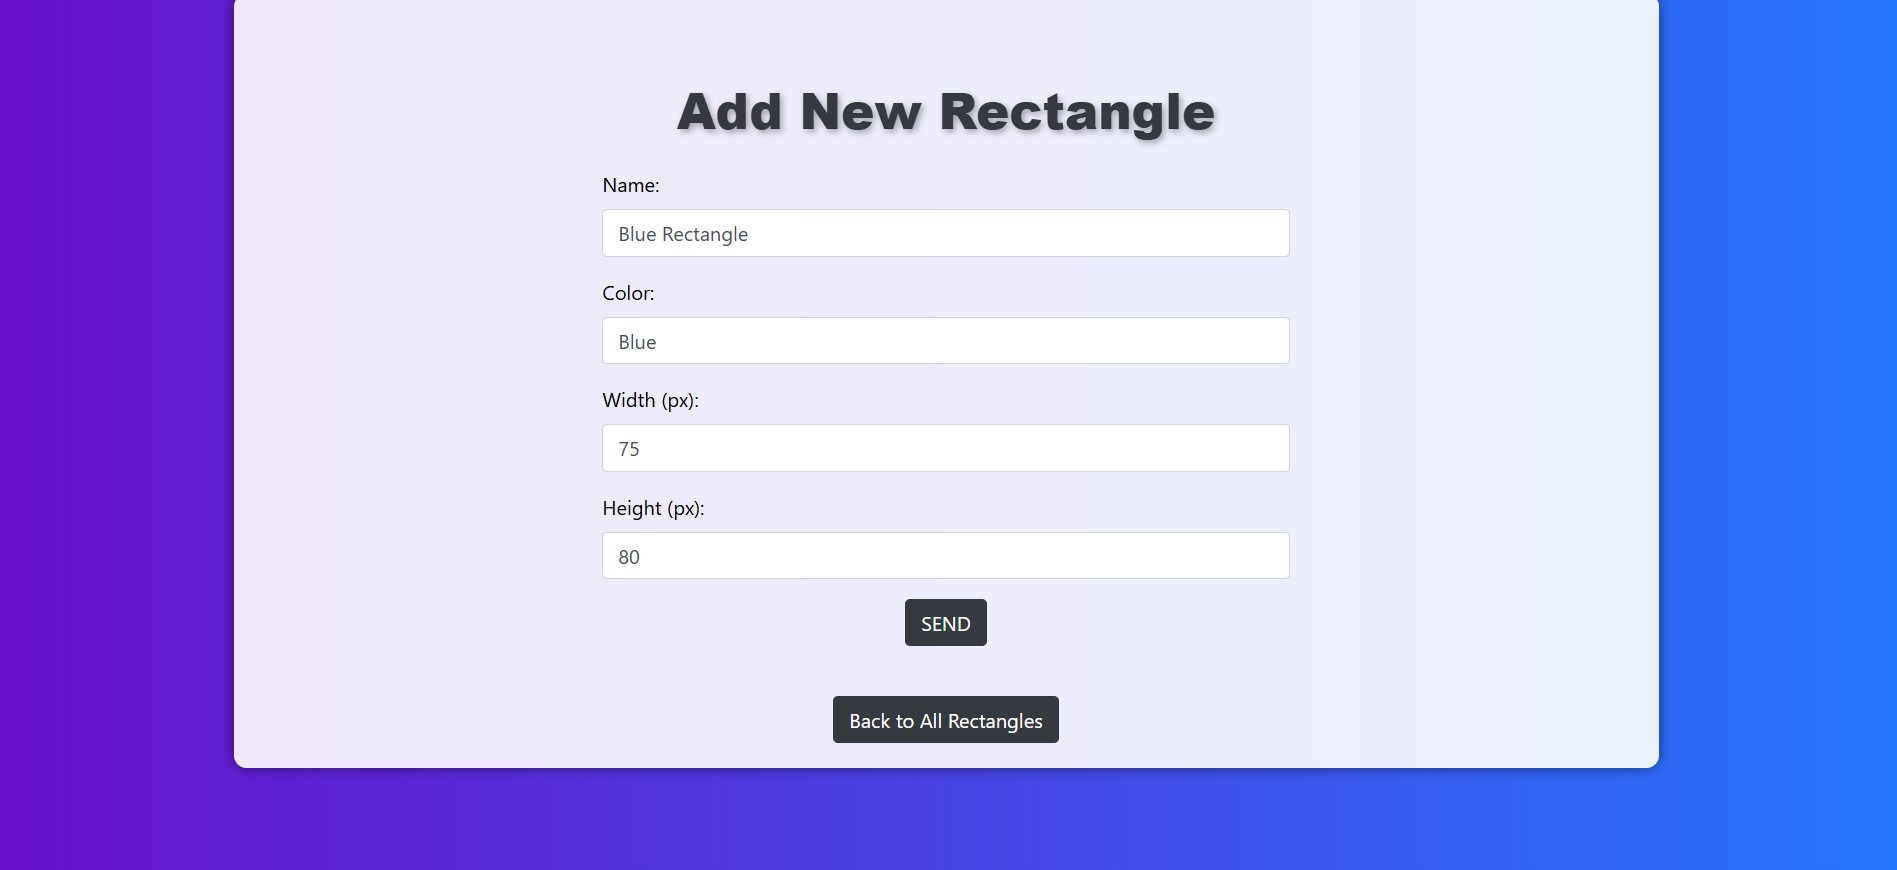 Add New Rectangle
Name:
Blue Rectangle
Color:
Blue
Width (px):
75
Height (px):
80
SEND
Back to All Rectangles